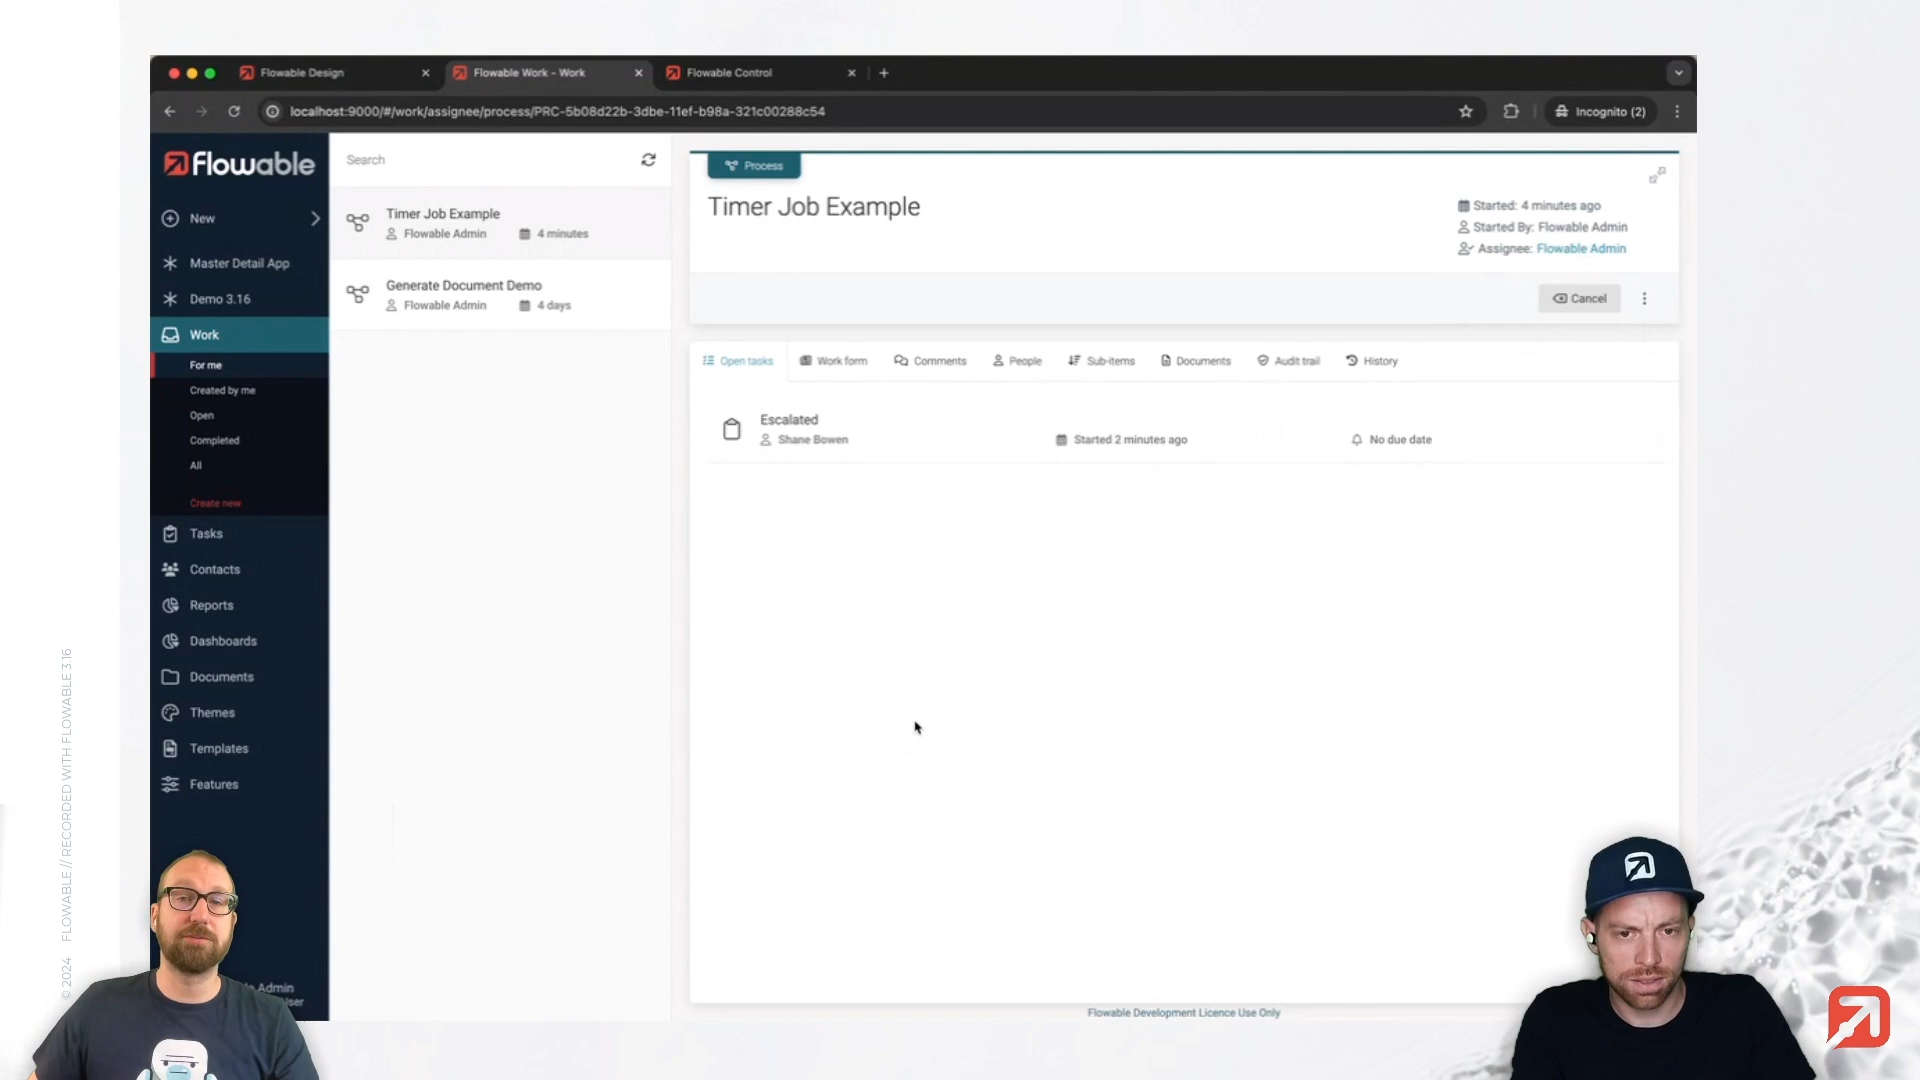 Flowable Design
Flowable Work - Work
Flowable Control
localhost:9000/#/work/assignee/process/PRC-5b08d22b-3dbe-11ef-b98a-321c00288c54
Incognito (2)
Flowable
New
Master Detail App
Demo 3.16
Work
For me
Created by me
Open
Completed
All
Create new
Tasks
Contacts
Reports
Dashboards
Documents
Themes
Templates
Features
Admin
User
Search
Timer Job Example
Flowable Admin 4 minutes
Generate Document Demo
Flowable Admin 4 days
Process
Timer Job Example
Started: 4 minutes ago
Started By: Flowable Admin
Assignee: Flowable Admin
Cancel
Open tasks Work form Comments People Sub-items Documents Audit trail History
Escalated
Shane Bowen Started 2 minutes ago No due date
Flowable Development Licence Use Only
© 2024 FLOWABLE // RECORDED WITH FLOWABLE 3.16